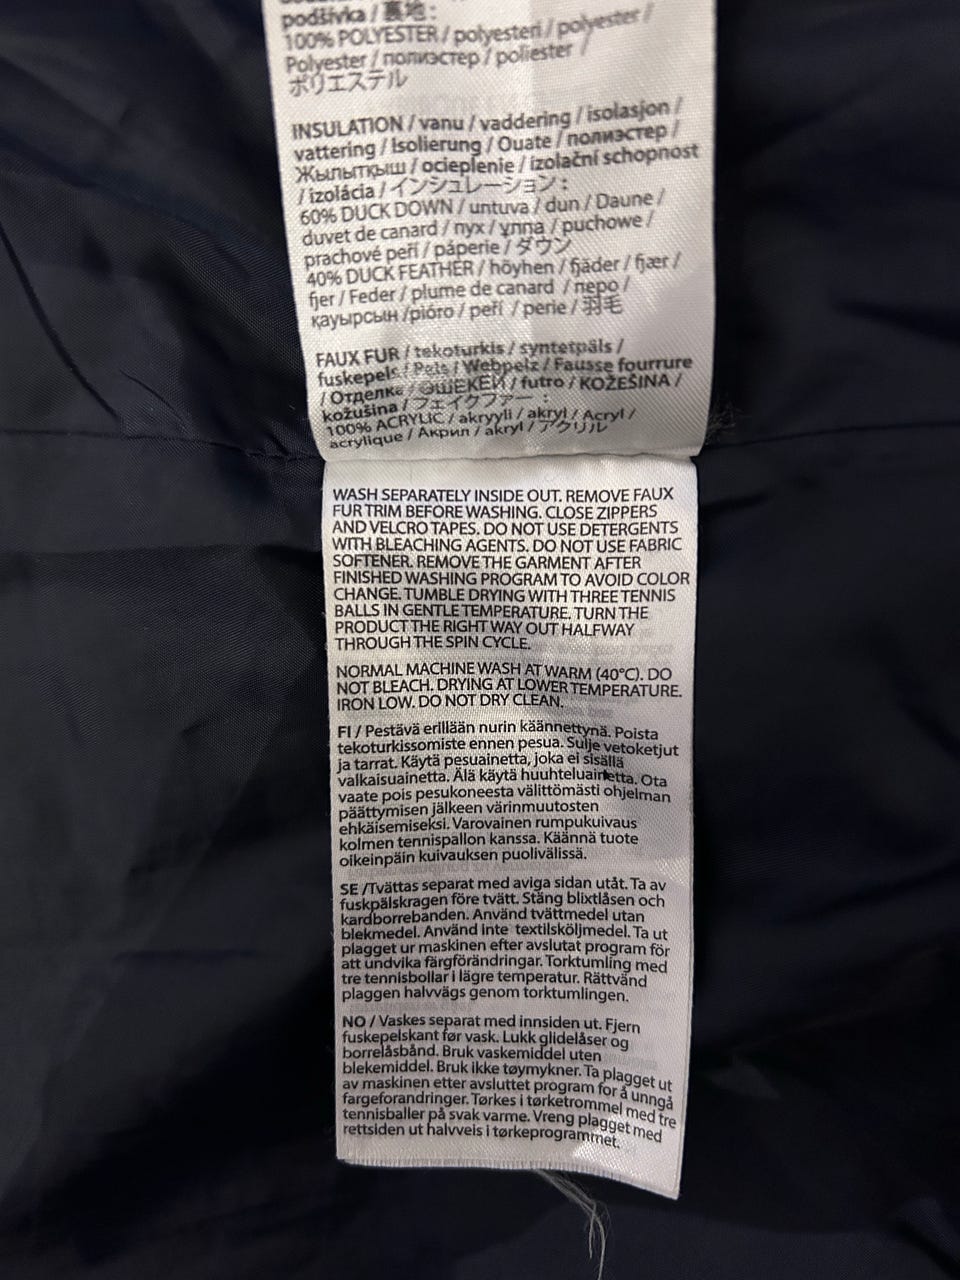 podšívka / 裏地 :
100% POLYESTER / polyesteri / polyester /
Polyester / полиэстер / poliester /
ポリエステル
INSULATION / vanu / vaddering / isolasjon /
vattering / Isolierung / Ouate / полиэстер /
Жылытқыш / ocieplenie / izolační schopnost
/ izolácia / インシュレーション :
60% DUCK DOWN / untuva / dun / Daune /
duvet de canard / пух / ұлпа / puchowe /
prachové peří / páperie / ダウン
40% DUCK FEATHER / höyhen / fjäder / fjær /
fjer / Feder / plume de canard / перо /
қауырсын /pióro / peří / perie / 羽毛
FAUX FUR / tekoturkis / syntetpäls /
fuskepels / Pels / Webpelz / Fausse fourrure
/ Отделка / ӘШЕКЕЙ / futro / KOŽEŠINA /
kožušina / フェイクファー :
100% ACRYLIC / akryyli / akryl / Acryl /
acrylique / Акрил / akryl / アクリル
WASH SEPARATELY INSIDE OUT. REMOVE FAUX
FUR TRIM BEFORE WASHING. CLOSE ZIPPERS
AND VELCRO TAPES. DO NOT USE DETERGENTS
WITH BLEACHING AGENTS. DO NOT USE FABRIC
SOFTENER. REMOVE THE GARMENT AFTER
FINISHED WASHING PROGRAM TO AVOID COLOR
CHANGE. TUMBLE DRYING WITH THREE TENNIS
BALLS IN GENTLE TEMPERATURE. TURN THE
PRODUCT THE RIGHT WAY OUT HALFWAY
THROUGH THE SPIN CYCLE.
NORMAL MACHINE WASH AT WARM (40°C). DO
NOT BLEACH. DRYING AT LOWER TEMPERATURE.
IRON LOW. DO NOT DRY CLEAN.
FI / Pestävä erillään nurin käännettynä. Poista
tekoturkissomiste ennen pesua. Sulje vetoketjut
ja tarrat. Käytä pesuainetta, joka ei sisällä
valkaisuainetta. Älä käytä huuhteluainetta. Ota
vaate pois pesukoneesta välittömästi ohjelman
päättymisen jälkeen värinmuutosten
ehkäisemiseksi. Varovainen rumpukuivaus
kolmen tennispallon kanssa. Käännä tuote
oikeinpäin kuivauksen puolivälissä.
SE /Tvättas separat med aviga sidan utåt. Ta av
fuskpälskragen före tvätt. Stäng blixtlåsen och
kardborrebanden. Använd tvättmedel utan
blekmedel. Använd inte textilsköljmedel. Ta ut
plagget ur maskinen efter avslutat program för
att undvika färgförändringar. Torktumling med
tre tennisbollar i lägre temperatur. Rättvänd
plaggen halvvägs genom torktumlingen.
NO / Vaskes separat med innsiden ut. Fjern
fuskepelskant før vask. Lukk glidelåser og
borrelåsbånd. Bruk vaskemiddel uten
blekemiddel. Bruk ikke tøymykner. Ta plagget ut
av maskinen etter avsluttet program for å unngå
fargeforandringer. Tørkes i tørketrommel med tre
tennisballer på svak varme. Vreng plagget med
rettsiden ut halvveis i tørkeprogrammet.